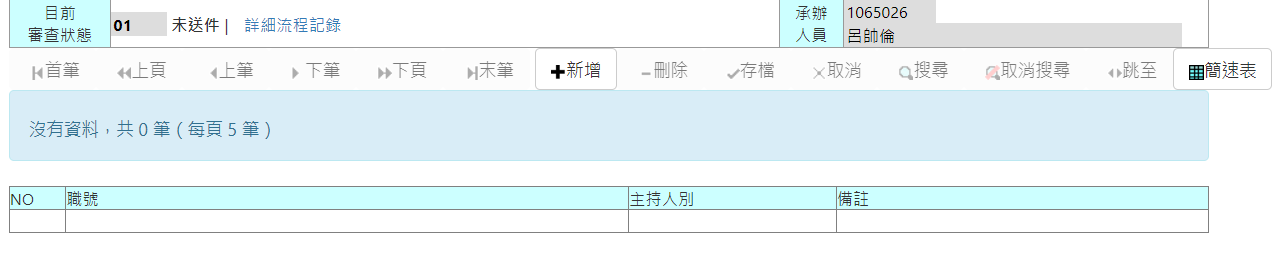 目前
審查狀態
01 未送件 | 詳細流程記錄
承辦
人員
1065026
呂帥倫
首筆 上頁 上筆 下筆 下頁 末筆 新增 刪除 存檔 取消 搜尋 取消搜尋 跳至 簡速表
沒有資料，共 0 筆 ( 每頁 5 筆 )
NO 職號 主持人別 備註